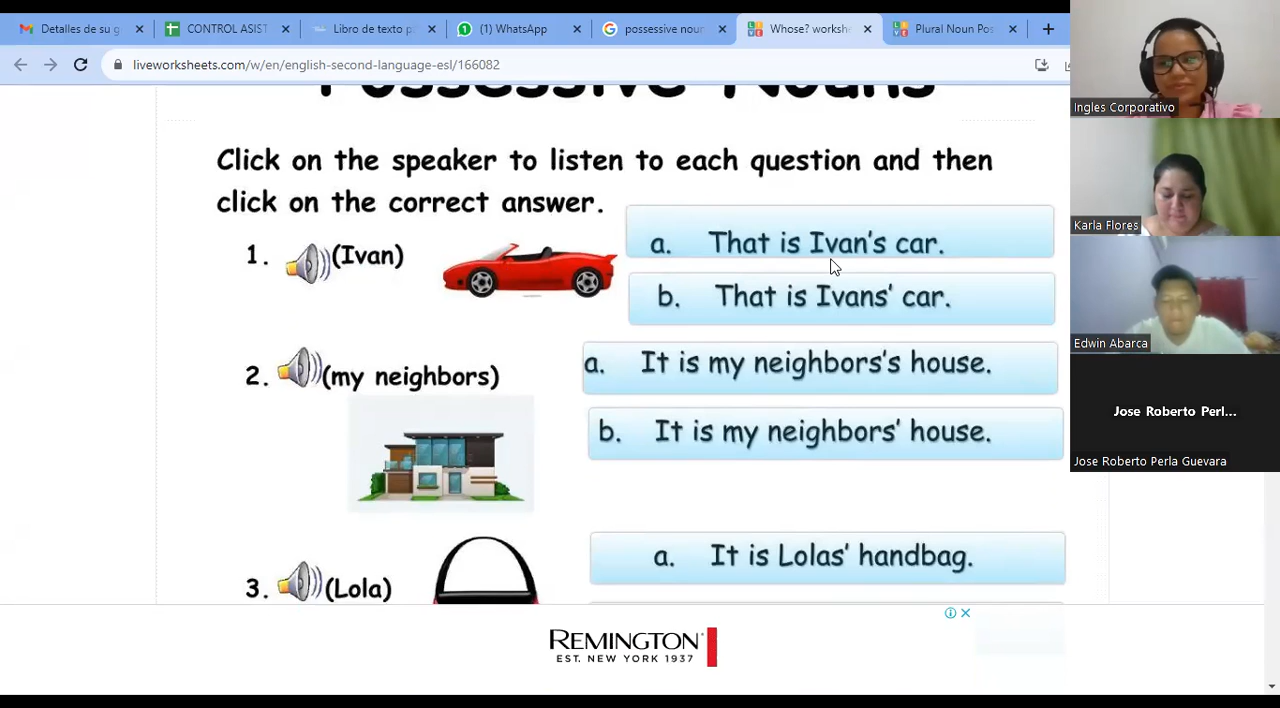 Detalles de su g
CONTROL ASIST
Libro de texto p
(1) WhatsApp
possessive noun
Whose? worksh
Plural Noun Pos
liveworksheets.com/w/en/english-second-language-esl/166082
Possessive Nouns
Click on the speaker to listen to each question and then
click on the correct answer.
1. (Ivan)
a. That is Ivan's car.
b. That is Ivans' car.
2. (my neighbors)
a. It is my neighbors's house.
b. It is my neighbors' house.
3. (Lola)
a. It is Lolas' handbag.
REMINGTON
EST. NEW YORK 1937
Ingles Corporativo
Karla Flores
Edwin Abarca
Jose Roberto Perl...
Jose Roberto Perla Guevara